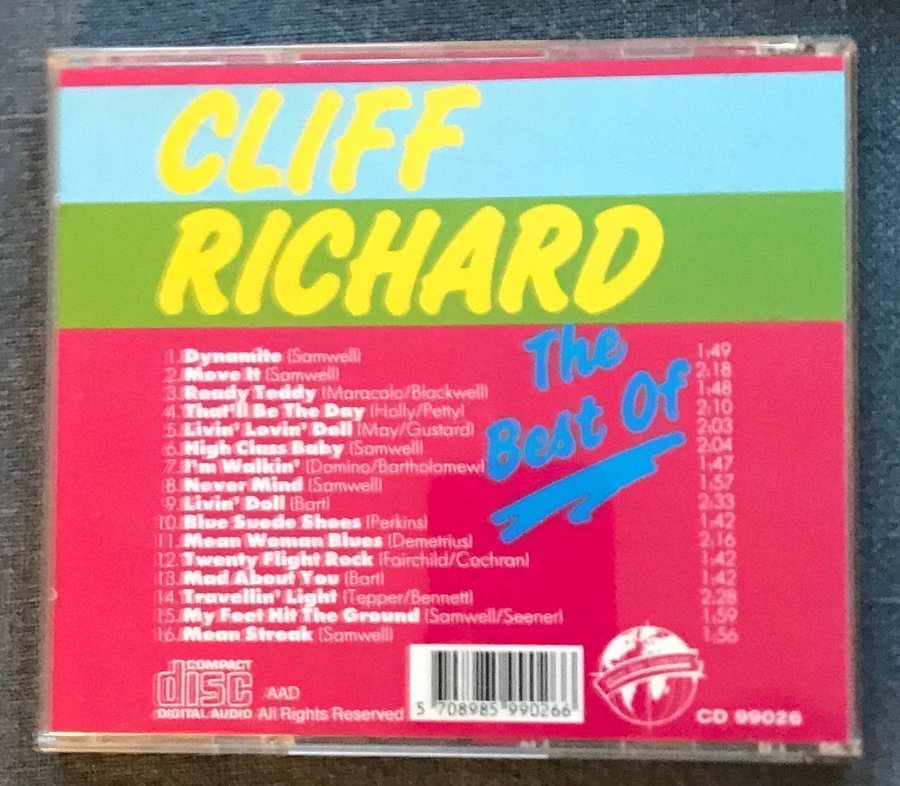 CLIFF
RICHARD
The
Best Of
1. Dynamite (Samwell) 1:49
2. Move It (Samwell) 2:18
3. Ready Teddy (Maracalo/Blackwell) 1:48
4. That'll Be The Day (Holly/Petty) 2:10
5. Livin' Lovin' Doll (May/Gustard) 2:03
6. High Class Baby (Samwell) 2:04
7. I'm Walkin' (Domino/Bartholomew) 1:47
8. Never Mind (Samwell) 1:57
9. Livin' Doll (Bart) 2:33
10. Blue Suede Shoes (Perkins) 1:42
11. Mean Woman Blues (Demetrius) 2:16
12. Twenty Flight Rock (Fairchild/Cochran) 1:42
13. Mad About You (Bart) 1:42
14. Travellin' Light (Tepper/Bennett) 2:28
15. My Feet Hit The Ground (Samwell/Seener) 1:59
16. Mean Streak (Samwell) 1:56
COMPACT
disc
DIGITAL AUDIO
/AAD
All Rights Reserved
5 708985 990266
CD 99026